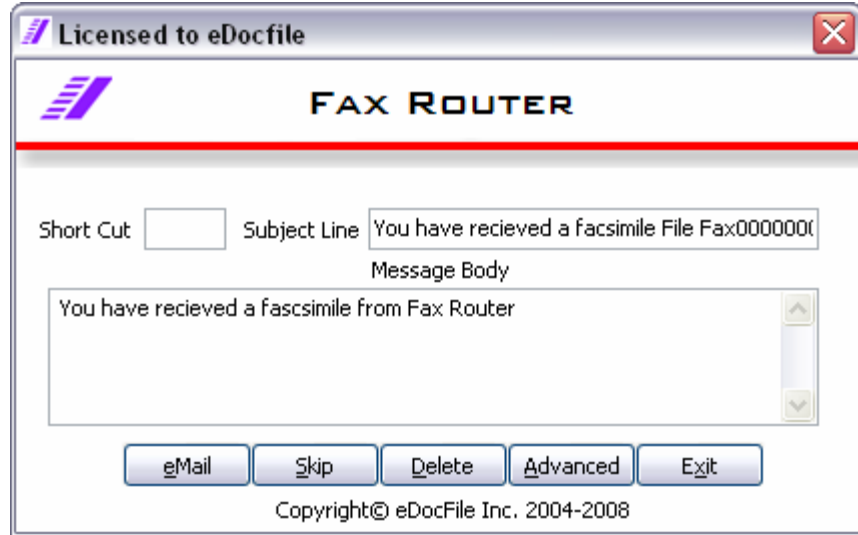 Licensed to eDocfile
FAX ROUTER
Short Cut Subject Line You have recieved a facsimile File Fax0000000
Message Body
You have recieved a fascsimile from Fax Router
eMail Skip Delete Advanced Exit
Copyright© eDocFile Inc. 2004-2008